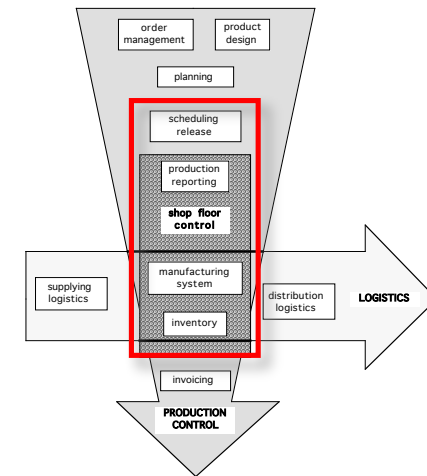 order
management
product
design
planning
scheduling
release
production
reporting
shop floor
control
manufacturing
system
supplying
logistics
distribution
logistics
LOGISTICS
inventory
invoicing
PRODUCTION
CONTROL